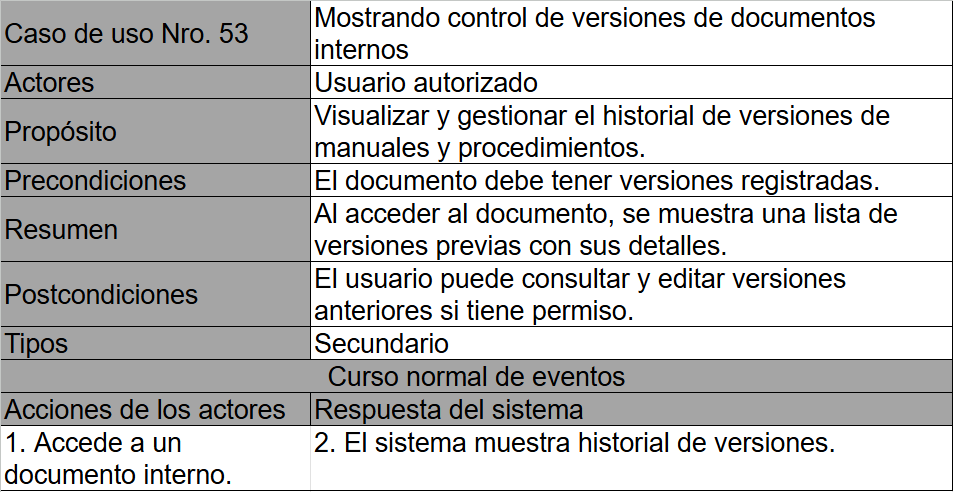 Caso de uso Nro. 53
Mostrando control de versiones de documentos
internos
Actores
Usuario autorizado
Propósito
Visualizar y gestionar el historial de versiones de
manuales y procedimientos.
Precondiciones
El documento debe tener versiones registradas.
Resumen
Al acceder al documento, se muestra una lista de
versiones previas con sus detalles.
Postcondiciones
El usuario puede consultar y editar versiones
anteriores si tiene permiso.
Tipos
Secundario
Curso normal de eventos
Acciones de los actores
Respuesta del sistema
1. Accede a un
documento interno.
2. El sistema muestra historial de versiones.